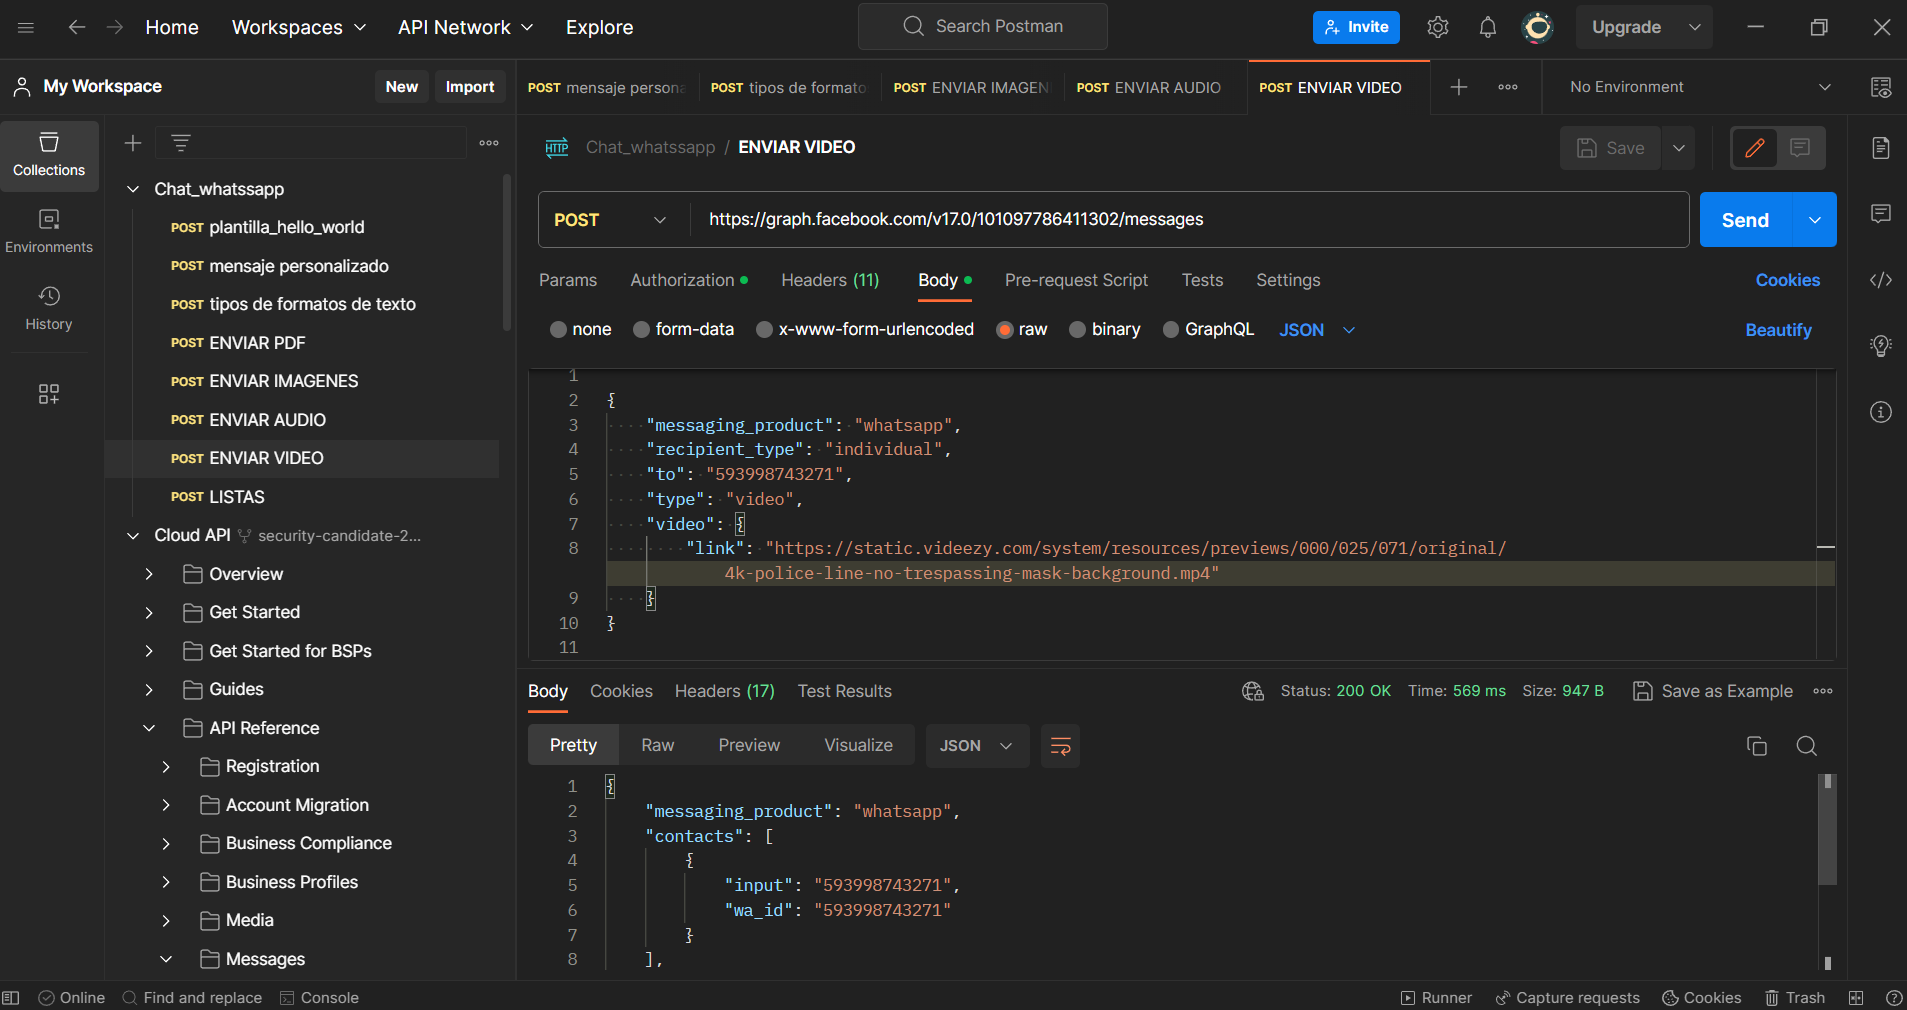 Home Workspaces API Network Explore Search Postman Invite Upgrade
My Workspace New Import
POST mensaje persona POST tipos de formato POST ENVIAR IMAGEN POST ENVIAR AUDIO POST ENVIAR VIDEO No Environment
Collections
Environments
History
Chat_whatssapp
POST plantilla_hello_world
POST mensaje personalizado
POST tipos de formatos de texto
POST ENVIAR PDF
POST ENVIAR IMAGENES
POST ENVIAR AUDIO
POST ENVIAR VIDEO
POST LISTAS
Cloud API security-candidate-2...
Overview
Get Started
Get Started for BSPs
Guides
API Reference
Registration
Account Migration
Business Compliance
Business Profiles
Media
Messages
HTTP Chat_whatssapp / ENVIAR VIDEO Save
POST https://graph.facebook.com/v17.0/101097786411302/messages Send
Params Authorization Headers (11) Body Pre-request Script Tests Settings Cookies
none form-data x-www-form-urlencoded raw binary GraphQL JSON Beautify
1
2 {
3 "messaging_product": "whatsapp",
4 "recipient_type": "individual",
5 "to": "593998743271",
6 "type": "video",
7 "video": {
8 "link": "https://static.videezy.com/system/resources/previews/000/025/071/original/
4k-police-line-no-trespassing-mask-background.mp4"
9 }
10 }
11
Body Cookies Headers (17) Test Results Status: 200 OK Time: 569 ms Size: 947 B Save as Example
Pretty Raw Preview Visualize JSON
1 {
2 "messaging_product": "whatsapp",
3 "contacts": [
4 {
5 "input": "593998743271",
6 "wa_id": "593998743271"
7 }
8 ],
Online Find and replace Console Runner Capture requests Cookies Trash